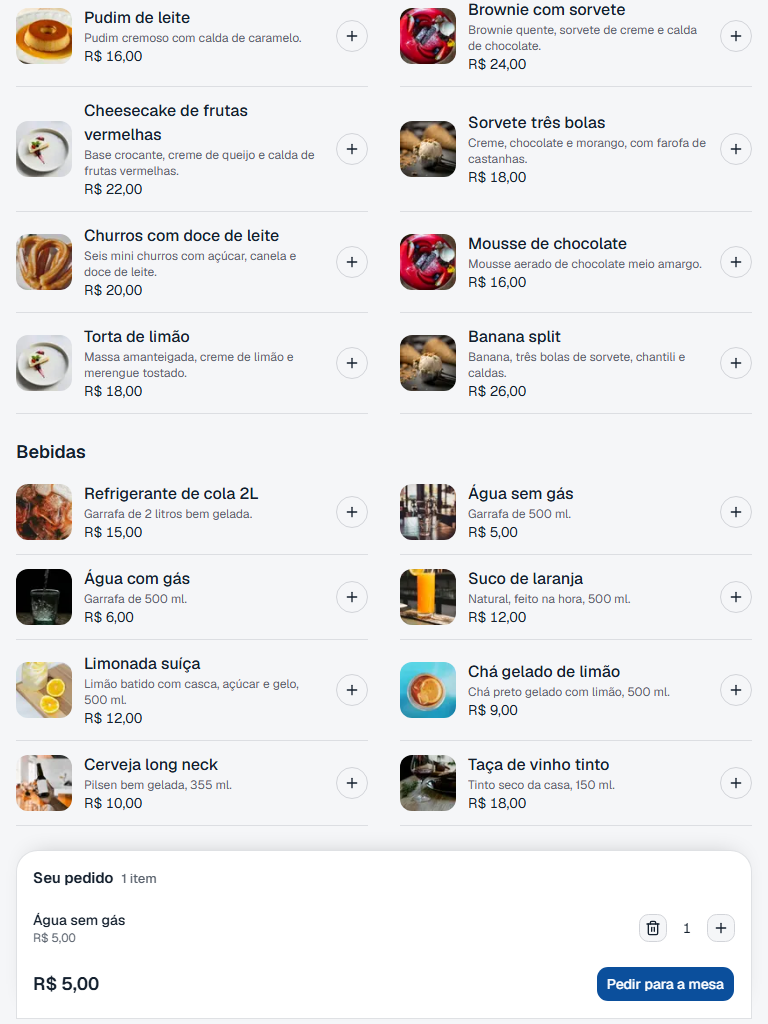 Pudim de leite
Pudim cremoso com calda de caramelo.
R$ 16,00
Brownie com sorvete
Brownie quente, sorvete de creme e calda
de chocolate.
R$ 24,00
Cheesecake de frutas
vermelhas
Base crocante, creme de queijo e calda de
frutas vermelhas.
R$ 22,00
Sorvete três bolas
Creme, chocolate e morango, com farofa de
castanhas.
R$ 18,00
Churros com doce de leite
Seis mini churros com açúcar, canela e
doce de leite.
R$ 20,00
Mousse de chocolate
Mousse aerado de chocolate meio amargo.
R$ 16,00
Torta de limão
Massa amanteigada, creme de limão e
merengue tostado.
R$ 18,00
Banana split
Banana, três bolas de sorvete, chantili e
caldas.
R$ 26,00
Bebidas
Refrigerante de cola 2L
Garrafa de 2 litros bem gelada.
R$ 15,00
Água sem gás
Garrafa de 500 ml.
R$ 5,00
Água com gás
Garrafa de 500 ml.
R$ 6,00
Suco de laranja
Natural, feito na hora, 500 ml.
R$ 12,00
Limonada suíça
Limão batido com casca, açúcar e gelo,
500 ml.
R$ 12,00
Chá gelado de limão
Chá preto gelado com limão, 500 ml.
R$ 9,00
Cerveja long neck
Pilsen bem gelada, 355 ml.
R$ 10,00
Taça de vinho tinto
Tinto seco da casa, 150 ml.
R$ 18,00
Seu pedido 1 item
Água sem gás
R$ 5,00
1
R$ 5,00
Pedir para a mesa